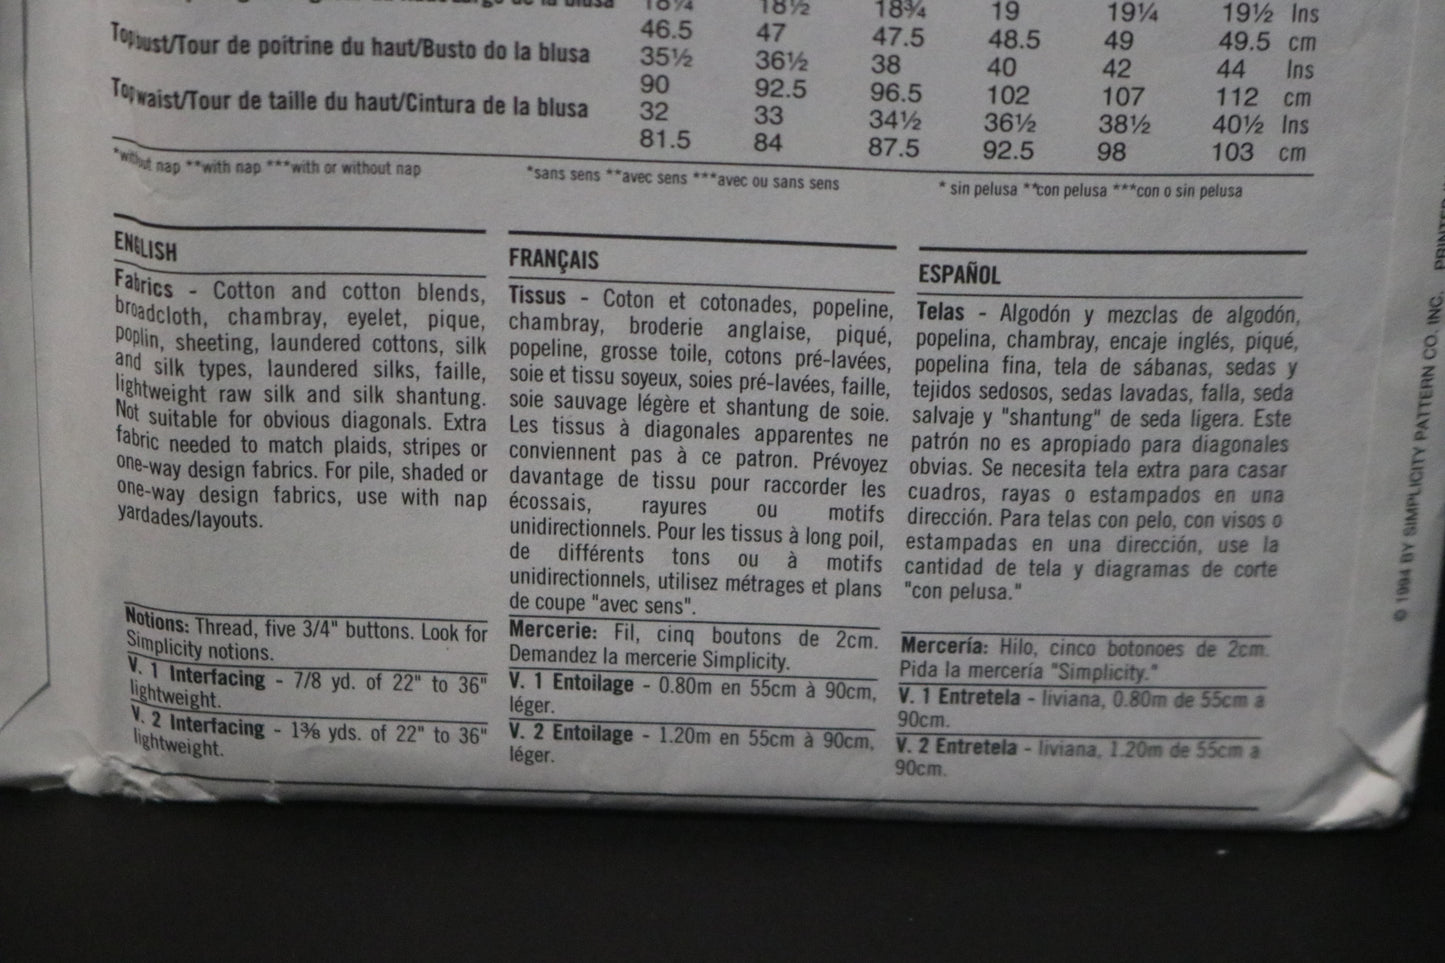 18¼ 18½ 18¾ 19 19¼ 19½ Ins
46.5 47 47.5 48.5 49 49.5 cm
Top bust/Tour de poitrine du haut/Busto do la blusa 35½ 36½ 38 40 42 44 Ins
90 92.5 96.5 102 107 112 cm
Top waist/Tour de taille du haut/Cintura de la blusa 32 33 34½ 36½ 38½ 40½ Ins
81.5 84 87.5 92.5 98 103 cm
*without nap **with nap ***with or without nap
*sans sens **avec sens ***avec ou sans sens
* sin pelusa **con pelusa ***con o sin pelusa
ENGLISH
Fabrics - Cotton and cotton blends,
broadcloth, chambray, eyelet, pique,
poplin, sheeting, laundered cottons, silk
and silk types, laundered silks, faille,
lightweight raw silk and silk shantung.
Not suitable for obvious diagonals. Extra
fabric needed to match plaids, stripes or
one-way design fabrics. For pile, shaded or
one-way design fabrics, use with nap
yardades/layouts.
Notions: Thread, five 3/4" buttons. Look for
Simplicity notions.
V. 1 Interfacing - 7/8 yd. of 22" to 36"
lightweight.
V. 2 Interfacing - 1⅜ yds. of 22" to 36"
lightweight.
FRANÇAIS
Tissus - Coton et cotonades, popeline,
chambray, broderie anglaise, piqué,
popeline, grosse toile, cotons pré-lavées,
soie et tissu soyeux, soies pré-lavées, faille,
soie sauvage légère et shantung de soie.
Les tissus à diagonales apparentes ne
conviennent pas à ce patron. Prévoyez
davantage de tissu pour raccorder les
écossais, rayures ou motifs
unidirectionnels. Pour les tissus à long poil,
de différents tons ou à motifs
unidirectionnels, utilisez métrages et plans
de coupe "avec sens".
Mercerie: Fil, cinq boutons de 2cm.
Demandez la mercerie Simplicity.
V. 1 Entoilage - 0.80m en 55cm à 90cm,
léger.
V. 2 Entoilage - 1.20m en 55cm à 90cm,
léger.
ESPAÑOL
Telas - Algodón y mezclas de algodón,
popelina, chambray, encaje inglés, piqué,
popelina fina, tela de sábanas, sedas y
tejidos sedosos, sedas lavadas, falla, seda
salvaje y "shantung" de seda ligera. Este
patrón no es apropiado para diagonales
obvias. Se necesita tela extra para casar
cuadros, rayas o estampados en una
dirección. Para telas con pelo, con visos o
estampadas en una dirección, use la
cantidad de tela y diagramas de corte
"con pelusa."
Mercería: Hilo, cinco botonoes de 2cm.
Pida la mercería "Simplicity."
V. 1 Entretela - liviana, 0.80m de 55cm a
90cm.
V. 2 Entretela - liviana, 1.20m de 55cm a
90cm.
© 1994 BY SIMPLICITY PATTERN CO. INC.